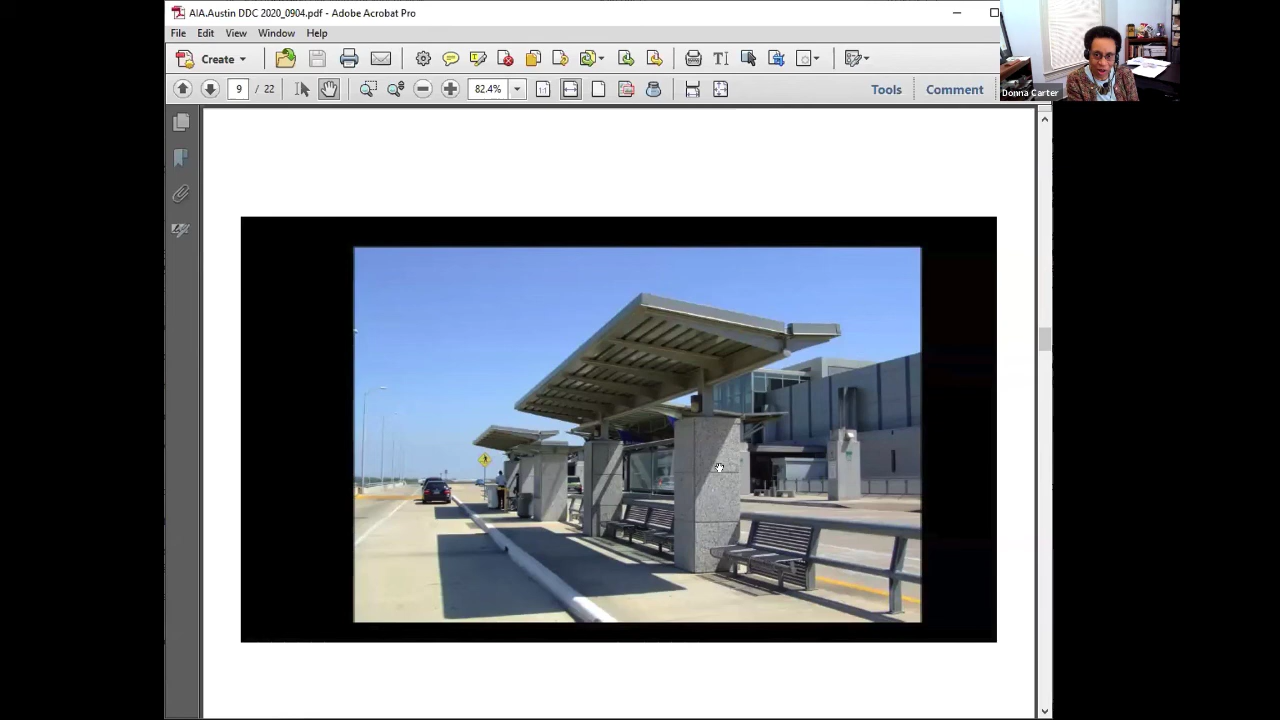 AIA.Austin DDC 2020_0904.pdf - Adobe Acrobat Pro
File Edit View Window Help
Create
9 / 22 82.4% Tools Comment
Donna Carter